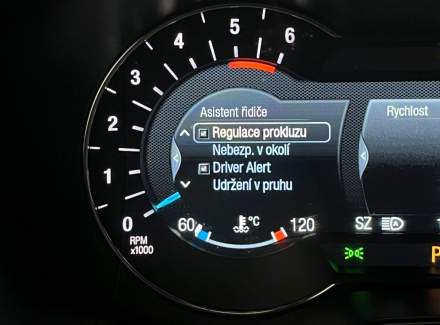 6
5
4
3
2
1
0
RPM
x1000
Asistent řidiče
Regulace prokluzu
Nebezp. v okolí
Driver Alert
Udržení v pruhu
60
°C
120
Rychlost
SZ
A
P